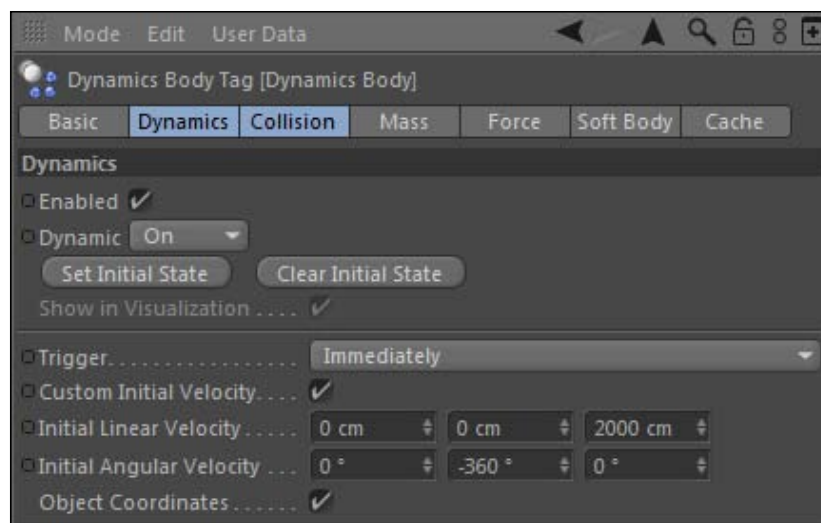 Mode Edit User Data
Dynamics Body Tag [Dynamics Body]
Basic Dynamics Collision Mass Force Soft Body Cache
Dynamics
Enabled
Dynamic On
Set Initial State Clear Initial State
Show in Visualization . . . .
Trigger. . . . . . . . . . . . . . . . . Immediately
Custom Initial Velocity. . . .
Initial Linear Velocity . . . . . 0 cm 0 cm 2000 cm
Initial Angular Velocity . . . 0 ° -360 ° 0 °
Object Coordinates . . . . . .